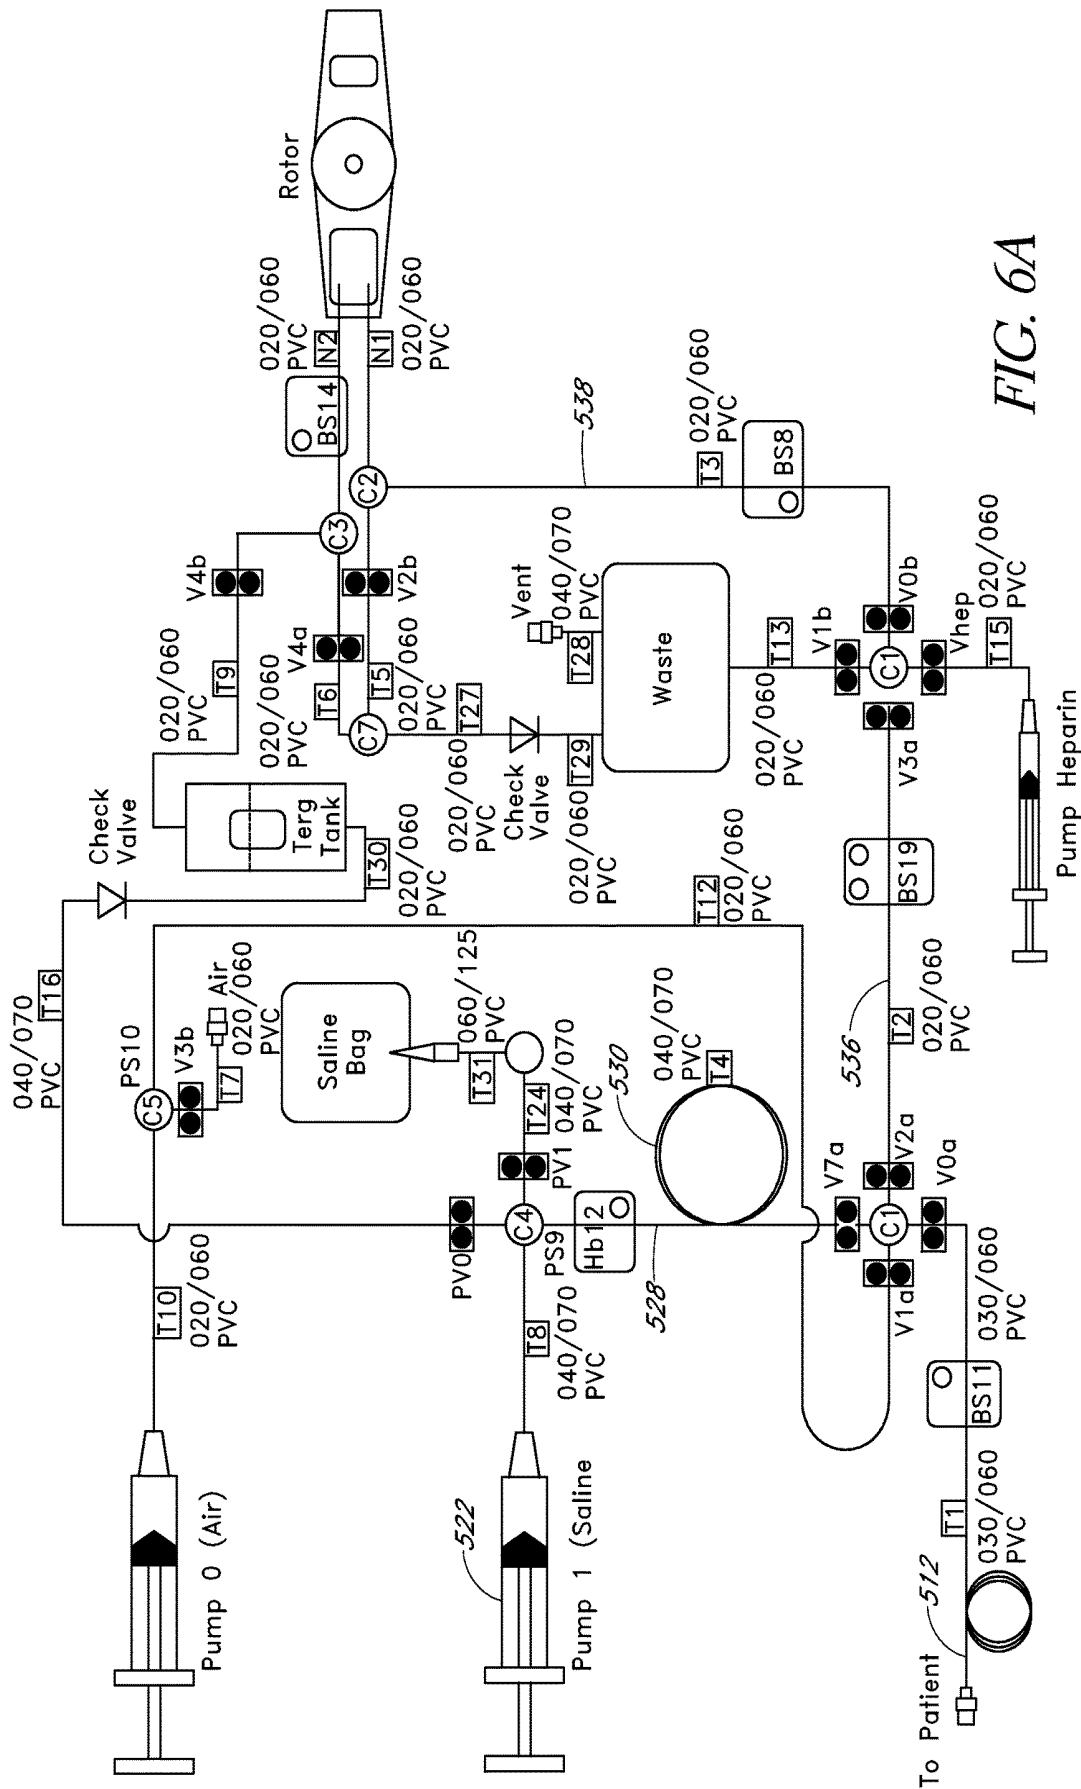 Pump 0 (Air)
T10
020/060
PVC
C5
PS10
V3b
T7
Air
020/060
PVC
040/070
PVC
T16
Check
Valve
Terg
Tank
T30
020/060
PVC
020/060
PVC
T9
V4b
020/060
PVC
T6
V4a
C3
BS14
020/060
PVC
N2
Rotor
N1
020/060
PVC
C2
V2b
T5
020/060
PVC
C7
T27
020/060
PVC
Check
Valve
T29
020/060
PVC
T28
Vent
040/070
PVC
Waste
Pump 1 (Saline
522
T8
040/070
PVC
PV0
C4
PS9
Hb12
PV1
T24
040/070
PVC
T31
060/125
PVC
Saline
Bag
528
530
040/070
PVC
T4
T12
020/060
PVC
538
T3
020/060
PVC
BS8
020/060
PVC
T13
V1b
V0b
C1
V3a
Vhep
T15
020/060
PVC
Pump Heparin
BS19
536
T2
020/060
PVC
V7a
V2a
C1
V1a
V0a
030/060
PVC
BS11
T1
030/060
PVC
512
To Patient
FIG. 6A